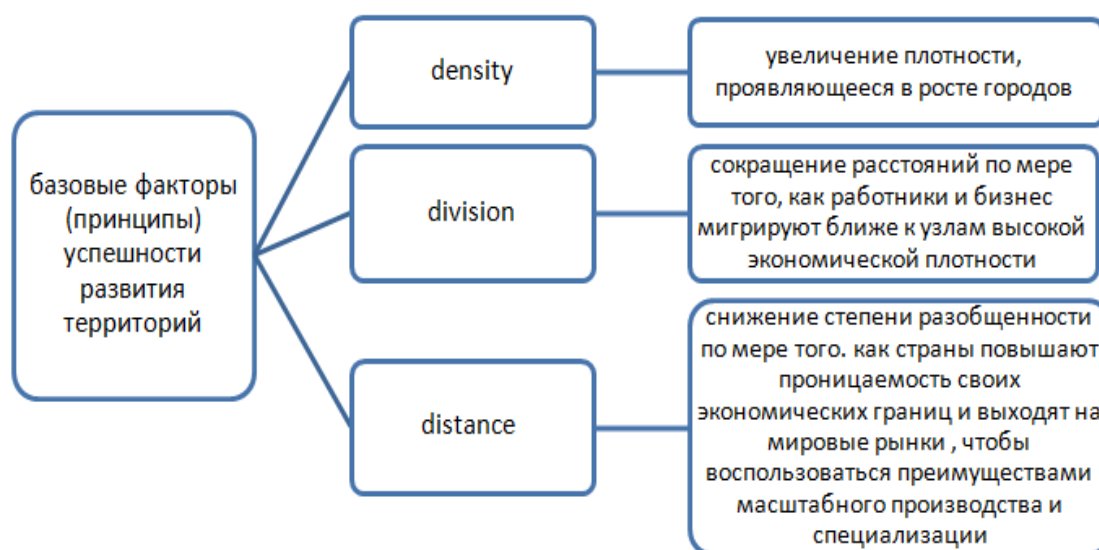 базовые факторы
(принципы)
успешности
развития
территорий
density
увеличение плотности,
проявляющееся в росте городов
division
сокращение расстояний по мере
того, как работники и бизнес
мигрируют ближе к узлам высокой
экономической плотности
distance
снижение степени разобщенности
по мере того. как страны повышают
проницаемость своих
экономических границ и выходят на
мировые рынки , чтобы
воспользоваться преимуществами
масштабного производства и
специализации